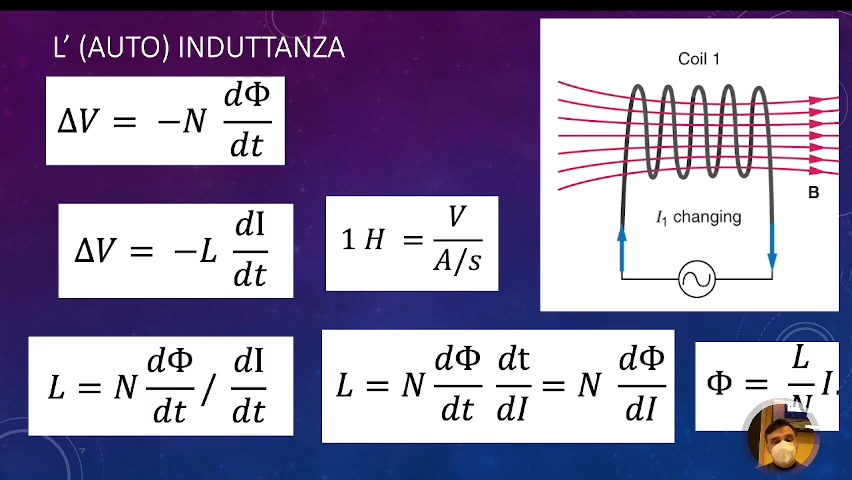 L' (AUTO) INDUTTANZA
ΔV = −N dΦ/dt
Coil 1
B
I₁ changing
ΔV = −L dI/dt
1 H = V/(A/s)
L = N dΦ/dt / dI/dt
L = N dΦ/dt dt/dI = N dΦ/dI
Φ = L/N I.